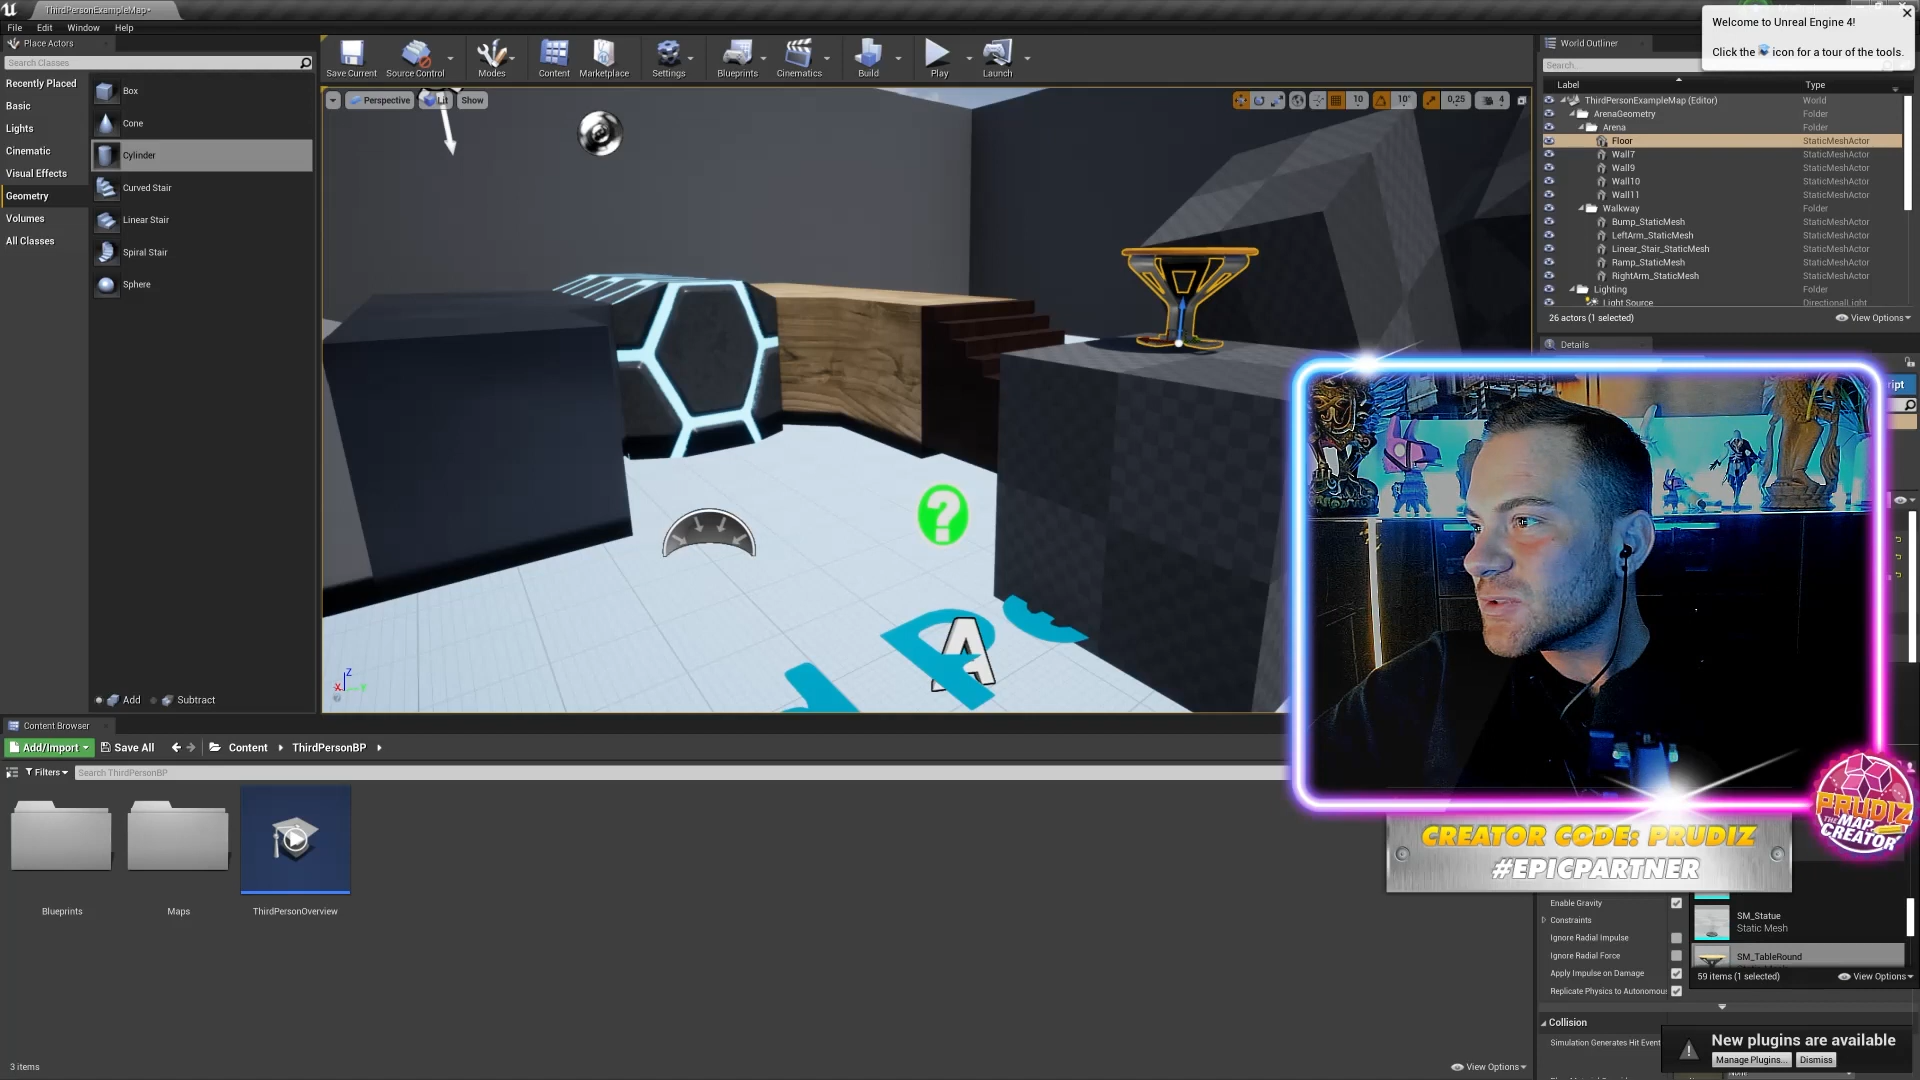 ThirdPersonExampleMap•
File Edit Window Help
Place Actors
Search Classes
Recently Placed
Basic
Lights
Cinematic
Visual Effects
Geometry
Volumes
All Classes
Box
Cone
Cylinder
Curved Stair
Linear Stair
Spiral Stair
Sphere
Add Subtract
Save Current Source Control Modes Content Marketplace Settings Blueprints Cinematics Build Play Launch
Perspective Lit Show
10 10° 0,25 4
?
A
Z
X
Welcome to Unreal Engine 4!
Click the icon for a tour of the tools.
World Outliner
Search...
Label Type
ThirdPersonExampleMap (Editor) World
ArenaGeometry Folder
Arena Folder
Floor StaticMeshActor
Wall7 StaticMeshActor
Wall9 StaticMeshActor
Wall10 StaticMeshActor
Wall11 StaticMeshActor
Walkway Folder
Bump_StaticMesh StaticMeshActor
LeftArm_StaticMesh StaticMeshActor
Linear_Stair_StaticMesh StaticMeshActor
Ramp_StaticMesh StaticMeshActor
RightArm_StaticMesh StaticMeshActor
Lighting Folder
Light Source DirectionalLight
26 actors (1 selected) View Options
Details
ript
CREATOR CODE: PRUDIZ
#EPICPARTNER
PRUDIZ
THE MAP
CREATOR
Content Browser
Add/Import Save All Content ThirdPersonBP
Filters Search ThirdPersonBP
Blueprints Maps ThirdPersonOverview
3 items View Options
Enable Gravity
Constraints
Ignore Radial Impulse
Ignore Radial Force
Apply Impulse on Damage
Replicate Physics to Autonomou
SM_Statue
Static Mesh
SM_TableRound
59 items (1 selected) View Options
Collision
Simulation Generates Hit Event
New plugins are available
Manage Plugins... Dismiss